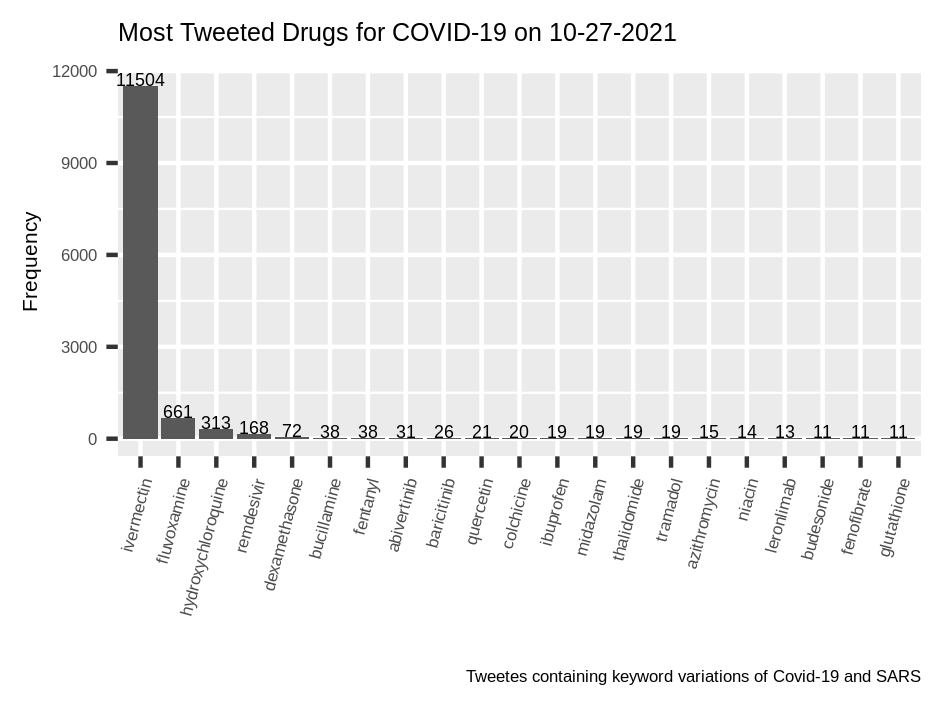 Most Tweeted Drugs for COVID-19 on 10-27-2021
12000
9000
6000
3000
0
Frequency
11504
661
313
168
72
38
38
31
26
21
20
19
19
19
19
15
14
13
11
11
11
ivermectin
fluvoxamine
hydroxychloroquine
remdesivir
dexamethasone
bucillamine
fentanyl
abivertinib
baricitinib
quercetin
colchicine
ibuprofen
midazolam
thalidomide
tramadol
azithromycin
niacin
leronlimab
budesonide
fenofibrate
glutathione
Tweetes containing keyword variations of Covid-19 and SARS